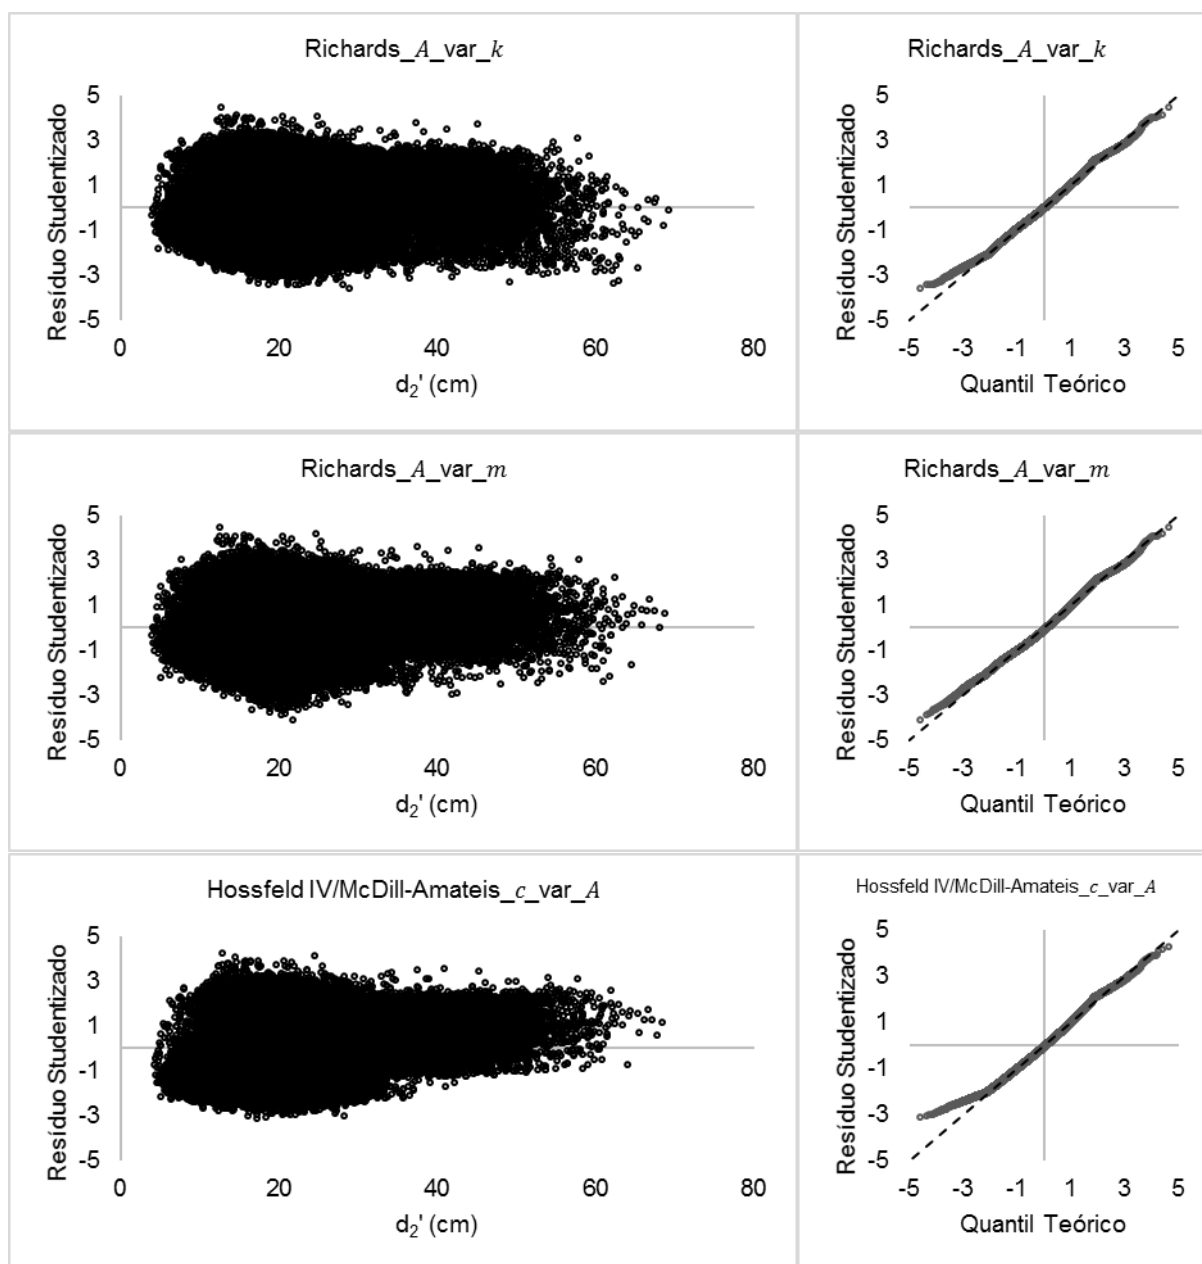 Richards_A_var_k
Resíduo Studentizado
5
3
1
-1
-3
-5
0 20 40 60 80
d₂' (cm)
Richards_A_var_k
Resíduo Studentizado
5
3
1
-1
-3
-5
-5 -3 -1 1 3 5
Quantil Teórico
Richards_A_var_m
Resíduo Studentizado
5
3
1
-1
-3
-5
0 20 40 60 80
d₂' (cm)
Richards_A_var_m
Resíduo Studentizado
5
3
1
-1
-3
-5
-5 -3 -1 1 3 5
Quantil Teórico
Hossfeld IV/McDill-Amateis_c_var_A
Resíduo Studentizado
5
3
1
-1
-3
-5
0 20 40 60 80
d₂' (cm)
Hossfeld IV/McDill-Amateis_c_var_A
Resíduo Studentizado
5
3
1
-1
-3
-5
-5 -3 -1 1 3 5
Quantil Teórico